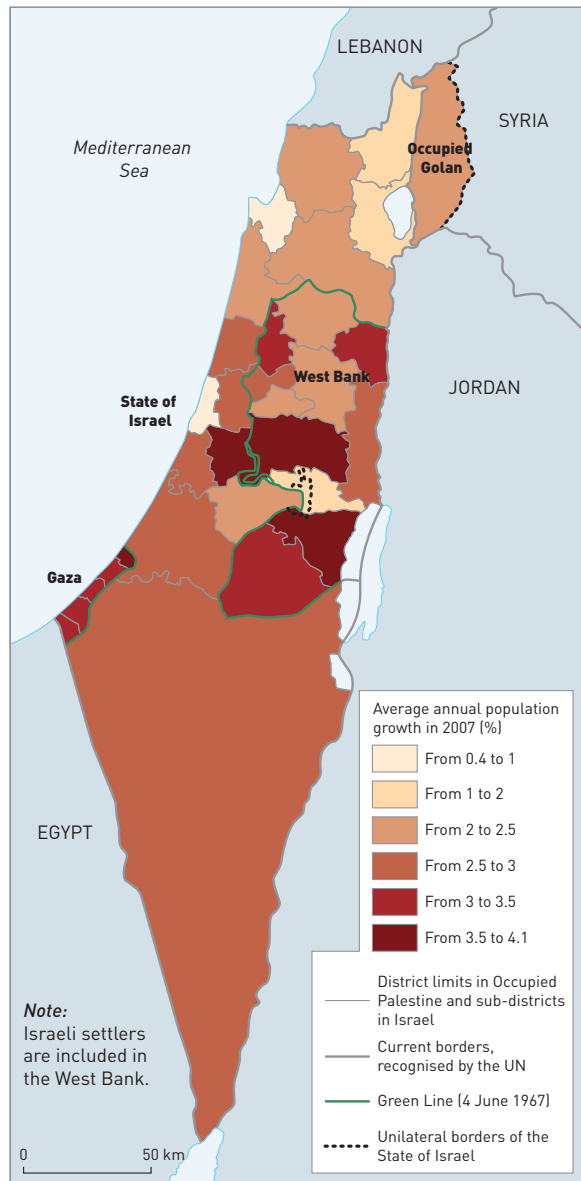 LEBANON
SYRIA
Mediterranean
Sea
Occupied
Golan
West Bank
State of
Israel
JORDAN
Gaza
EGYPT
Average annual population
growth in 2007 (%)
From 0.4 to 1
From 1 to 2
From 2 to 2.5
From 2.5 to 3
From 3 to 3.5
From 3.5 to 4.1
District limits in Occupied
Palestine and sub-districts
in Israel
Current borders,
recognised by the UN
Green Line (4 June 1967)
Unilateral borders of the
State of Israel
Note:
Israeli settlers
are included in
the West Bank.
0 50 km